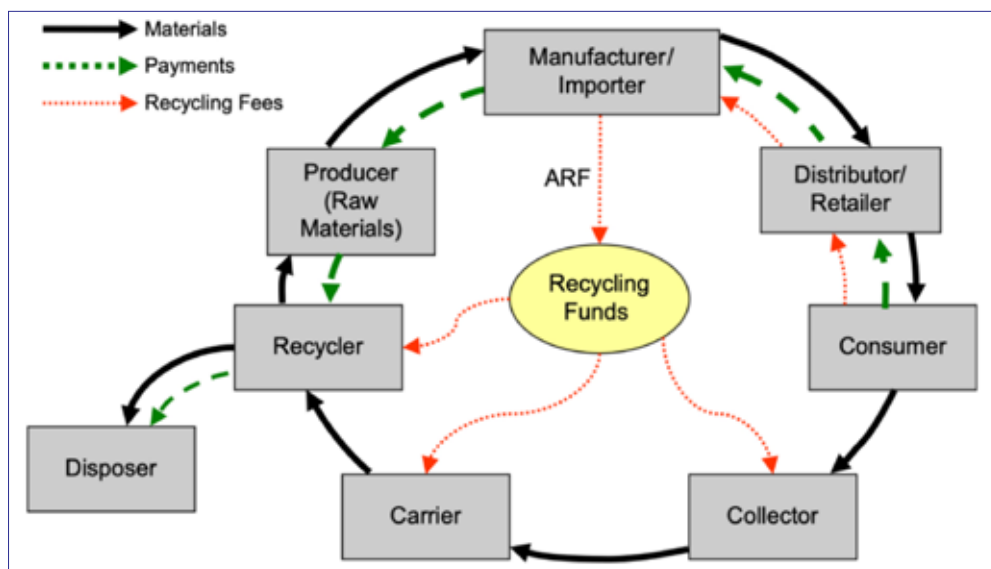 Materials
Payments
Recycling Fees
Manufacturer/
Importer
Producer
(Raw
Materials)
ARF
Distributor/
Retailer
Recycling
Funds
Recycler
Consumer
Disposer
Carrier
Collector